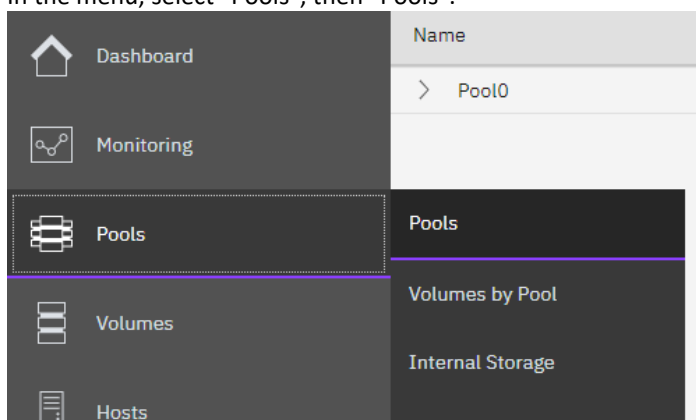 In the menu, select "Pools", then "Pools".
Dashboard
Monitoring
Pools
Volumes
Hosts
Name
Pool0
Pools
Volumes by Pool
Internal Storage